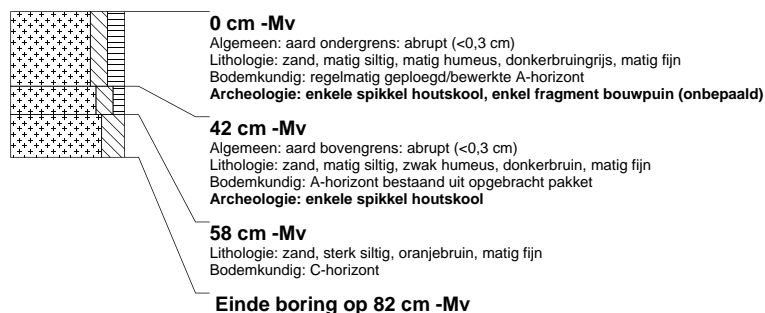 0 cm -Mv
Algemeen: aard ondergrens: abrupt (<0,3 cm)
Lithologie: zand, matig siltig, matig humeus, donkerbruingrijs, matig fijn
Bodemkundig: regelmatig geploegd/bewerkte A-horizont
Archeologie: enkele spikkel houtskool, enkel fragment bouwpuin (onbepaald)
42 cm -Mv
Algemeen: aard bovengrens: abrupt (<0,3 cm)
Lithologie: zand, matig siltig, zwak humeus, donkerbruin, matig fijn
Bodemkundig: A-horizont bestaand uit opgebracht pakket
Archeologie: enkele spikkel houtskool
58 cm -Mv
Lithologie: zand, sterk siltig, oranjebruin, matig fijn
Bodemkundig: C-horizont
Einde boring op 82 cm -Mv